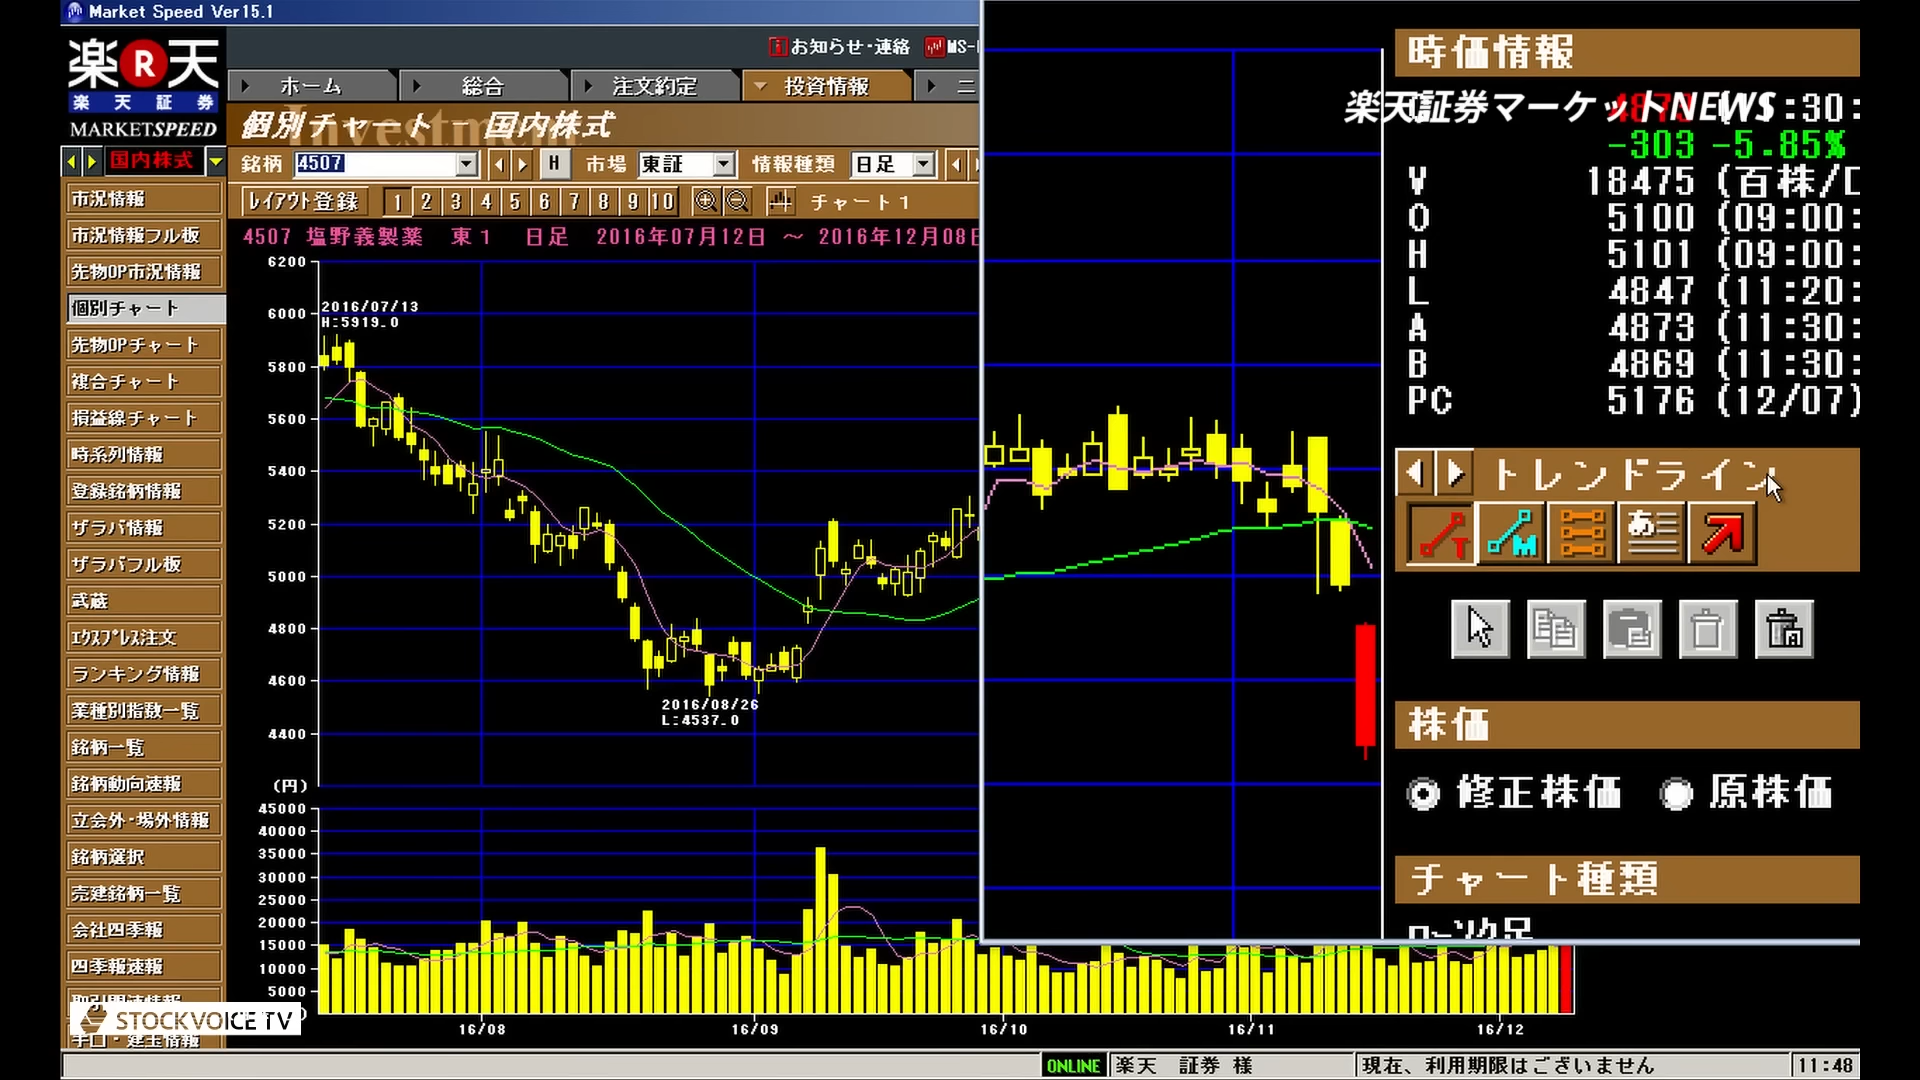 Market Speed Ver15.1
楽R天
楽天証券
MARKETSPEED
お知らせ・連絡
MS-
ホーム
総合
注文約定
投資情報
個別チャート - 国内株式
国内株式
銘柄 4507
H
市場 東証
情報種類 日足
レイアウト登録
1 2 3 4 5 6 7 8 9 10
チャート1
4507 塩野義製薬 東1 日足 2016年07月12日 ～ 2016年12月08日
市況情報
市況情報フル板
先物OP市況情報
個別チャート
先物OPチャート
複合チャート
損益線チャート
時系列情報
登録銘柄情報
ザラバ情報
ザラバフル板
武蔵
エクスプレス注文
ランキング情報
業種別指数一覧
銘柄一覧
銘柄動向速報
立会外・場外情報
銘柄選択
売建銘柄一覧
会社四季報
四季報速報
STOCKVOICE TV
6200
6000
5800
5600
5400
5200
5000
4800
4600
4400
(円)
2016/07/13
H:5919.0
2016/08/26
L:4537.0
45000
40000
35000
30000
25000
20000
15000
10000
5000
16/08
16/09
16/10
16/11
16/12
時価情報
楽天証券マーケットNEWS
-303 -5.85%
V 18475 (百株/
O 5100 (09:00:
H 5101 (09:00:
L 4847 (11:20:
A 4873 (11:30:
B 4869 (11:30:
PC 5176 (12/07)
トレンドライン
T
M
あ
株価
修正株価
原株価
チャート種類
ONLINE
楽天 証券 様
現在、利用期限はございません
11:48